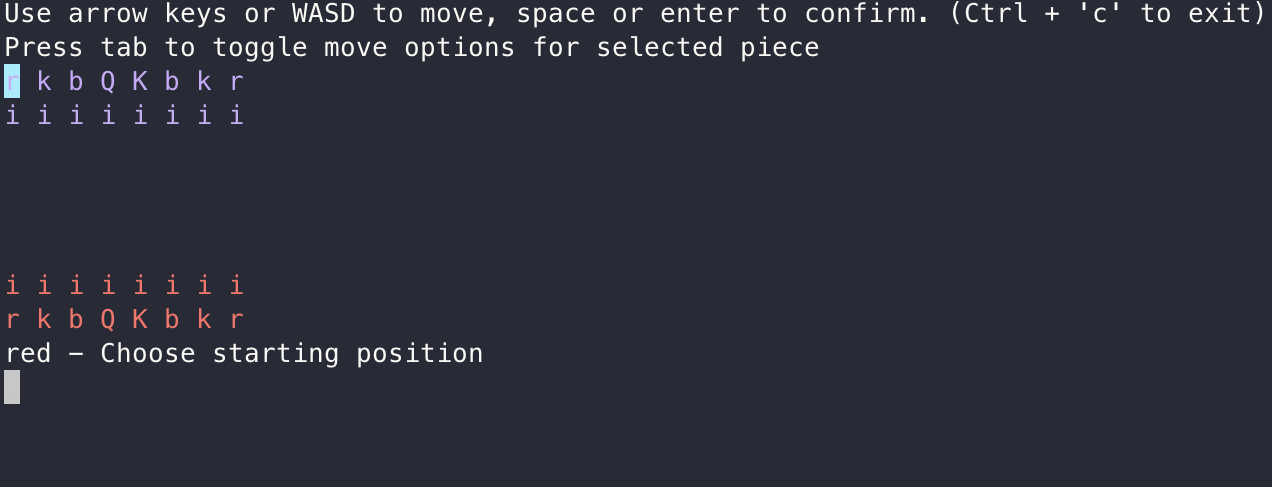 Use arrow keys or WASD to move, space or enter to confirm. (Ctrl + 'c' to exit)
Press tab to toggle move options for selected piece
r k b Q K b k r
i i i i i i i i
i i i i i i i i
r k b Q K b k r
red - Choose starting position